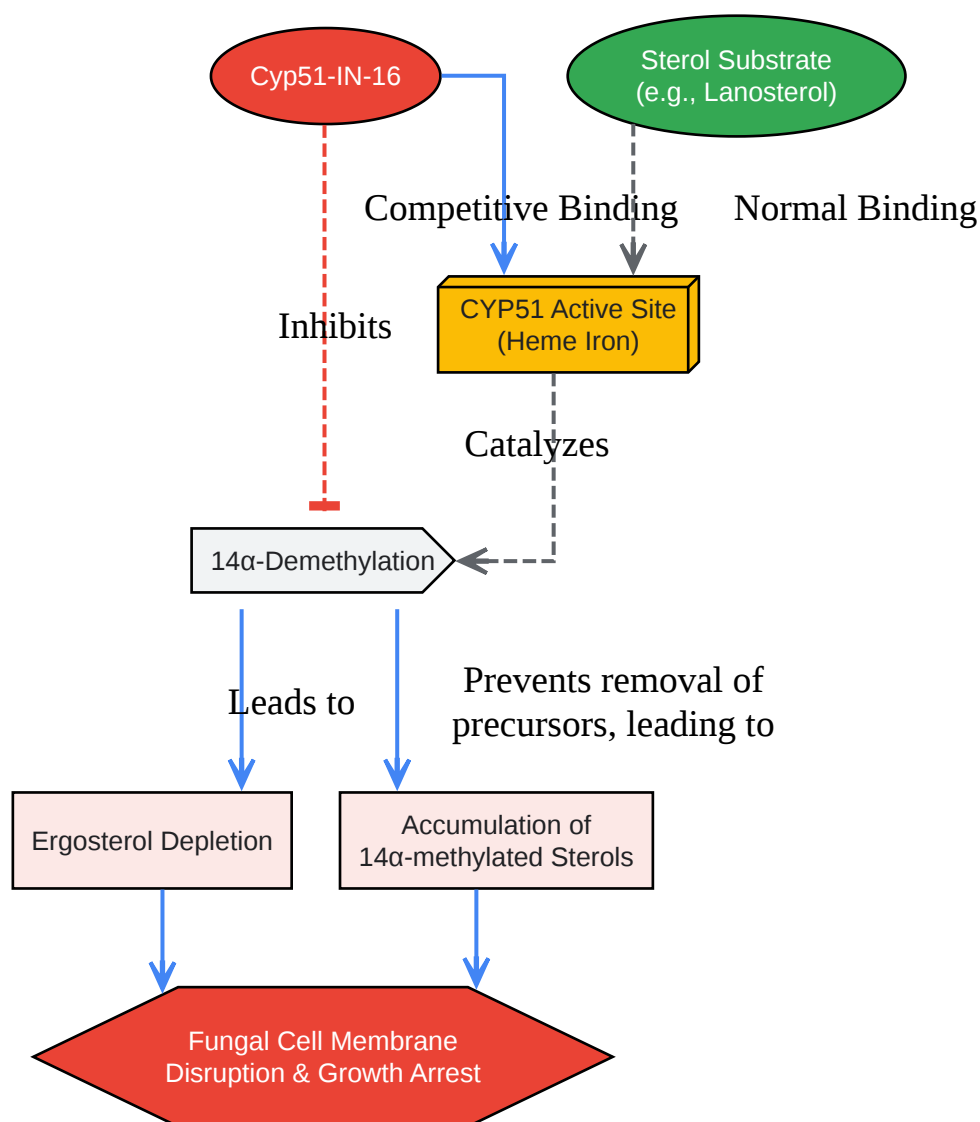 Cyp51-IN-16
Sterol Substrate
(e.g., Lanosterol)
Competitive Binding
Normal Binding
CYP51 Active Site
(Heme Iron)
Inhibits
Catalyzes
14α-Demethylation
Leads to
Prevents removal of
precursors, leading to
Ergosterol Depletion
Accumulation of
14α-methylated Sterols
Fungal Cell Membrane
Disruption & Growth Arrest